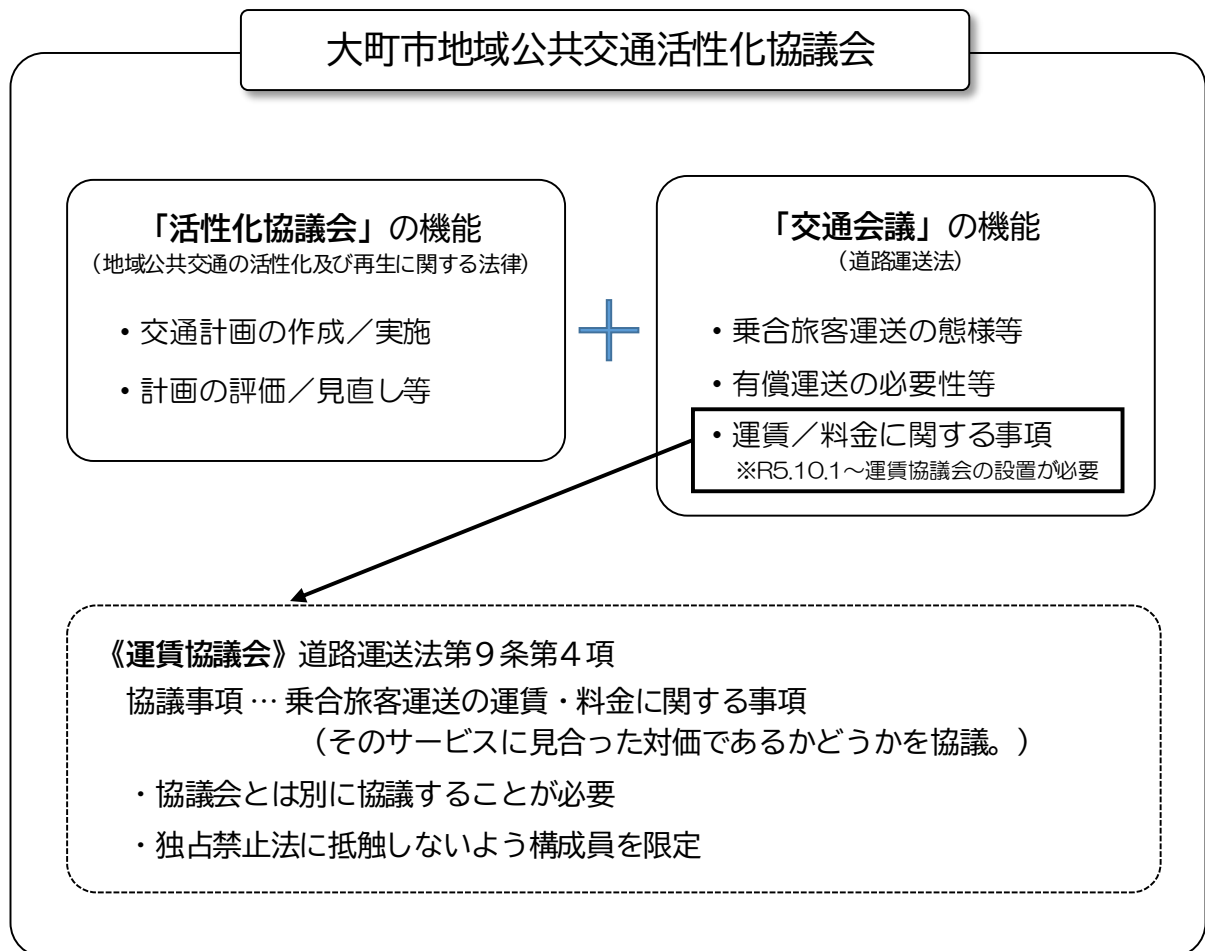 大町市地域公共交通活性化協議会
「活性化協議会」の機能
（地域公共交通の活性化及び再生に関する法律）
・交通計画の作成／実施
・計画の評価／見直し等
「交通会議」の機能
（道路運送法）
・乗合旅客運送の態様等
・有償運送の必要性等
・運賃／料金に関する事項
※R5.10.1～運賃協議会の設置が必要
《運賃協議会》道路運送法第９条第４項
協議事項 … 乗合旅客運送の運賃・料金に関する事項
（そのサービスに見合った対価であるかどうかを協議。）
・協議会とは別に協議することが必要
・独占禁止法に抵触しないよう構成員を限定